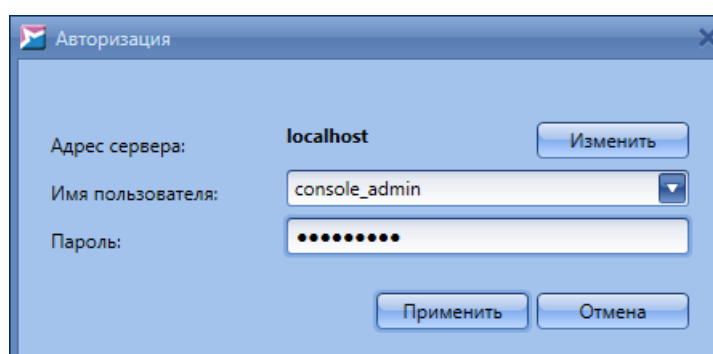 Авторизация
Адрес сервера: localhost Изменить
Имя пользователя: console_admin
Пароль: •••••••••
Применить Отмена